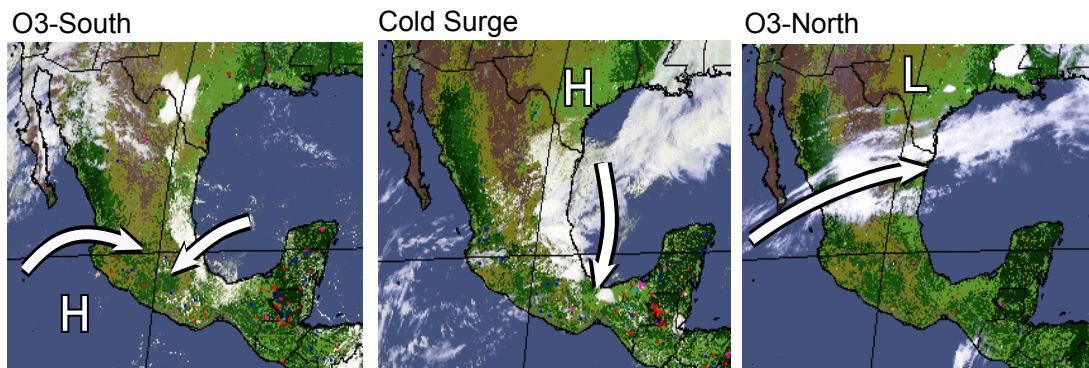 O3-South
Cold Surge
O3-North
H
H
L